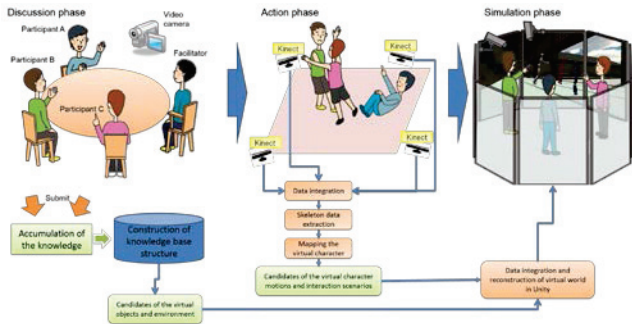 Discussion phase
Participant A
Video
camera
Participant B
Facilitator
Participant C
Submit
Accumulation of
the knowledge
Construction of
knowledge base
structure
Candidates of the virtual
objects and environment
Action phase
Kinect
Kinect
Kinect
Kinect
Data integration
Skeleton data
extraction
Mapping the
virtual character
Candidates of the virtual character
motions and interaction scenarios
Simulation phase
Data integration and
reconstruction of virtual world
in Unity